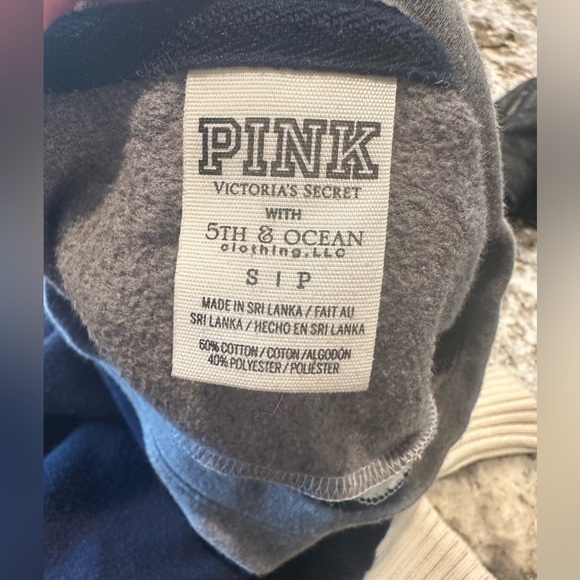 PINK
VICTORIA'S SECRET
WITH
5TH & OCEAN
clothing, LLC
S | P
MADE IN SRI LANKA / FAIT AU
SRI LANKA / HECHO EN SRI LANKA
60% COTTON / COTON / ALGODÓN
40% POLYESTER / POLIÉSTER